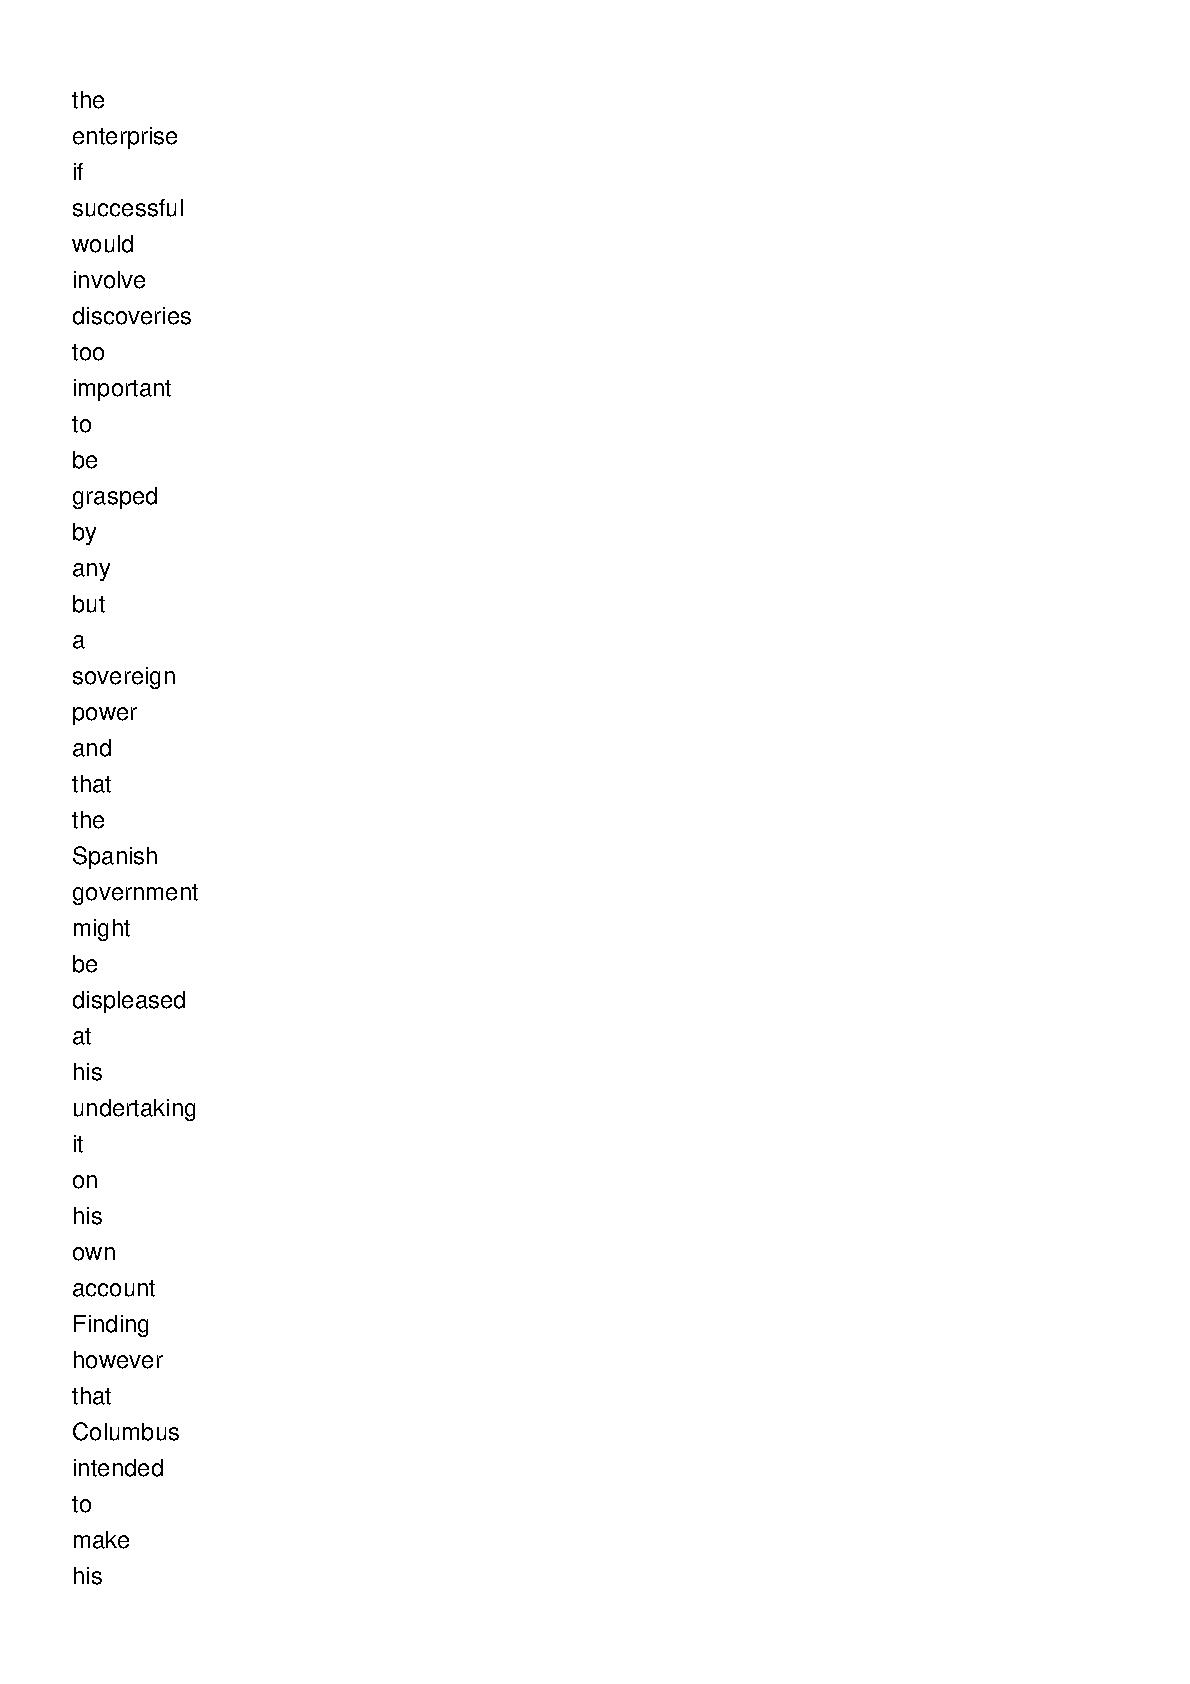 the
enterprise
if
successful
would
involve
discoveries
too
important
to
be
grasped
by
any
but
a
sovereign
power
and
that
the
Spanish
government
might
be
displeased
at
his
undertaking
it
on
his
own
account
Finding
however
that
Columbus
intended
to
make
his